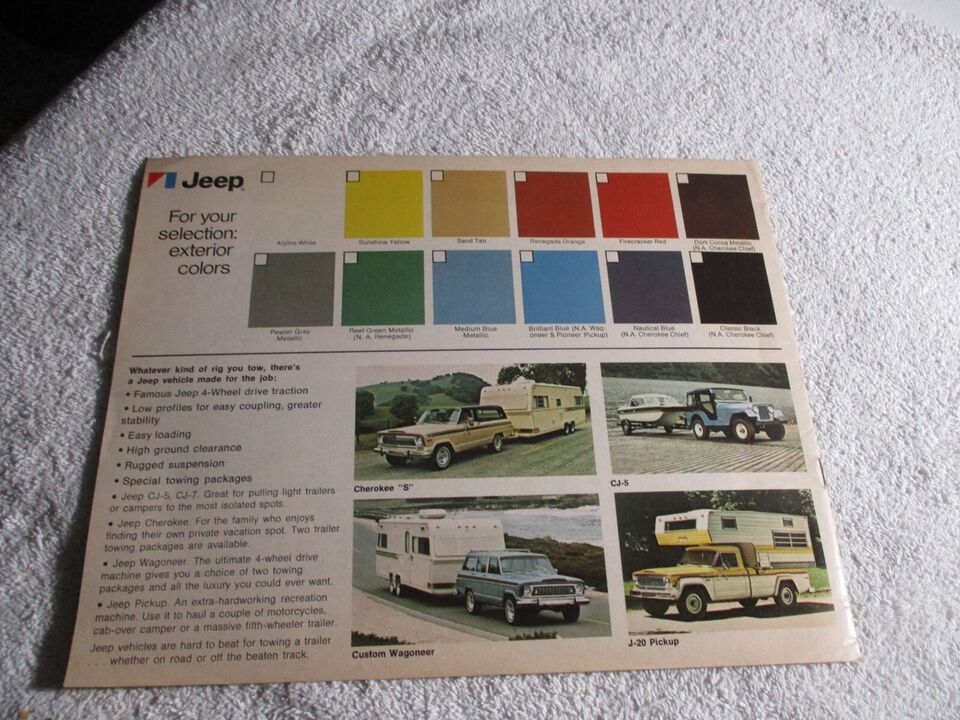 Jeep
For your
selection:
exterior
colors
Alpine White
Sunshine Yellow
Sand Tan
Renegade Orange
Firecracker Red
Dark Cocoa Metallic
(N.A. Cherokee Chief)
Pewter Gray
Metallic
Reef Green Metallic
(N. A. Renegade)
Medium Blue
Metallic
Brilliant Blue (N.A. Wag-
oneer & Pioneer Pickup)
Nautical Blue
(N.A. Cherokee Chief)
Classic Black
(N.A. Cherokee Chief)
Whatever kind of rig you tow, there's
a Jeep vehicle made for the job:
• Famous Jeep 4-Wheel drive traction
• Low profiles for easy coupling, greater
stability
• Easy loading
• High ground clearance
• Rugged suspension
• Special towing packages
• Jeep CJ-5, CJ-7. Great for pulling light trailers
or campers to the most isolated spots.
• Jeep Cherokee. For the family who enjoys
finding their own private vacation spot. Two trailer
towing packages are available.
• Jeep Wagoneer. The ultimate 4-wheel drive
machine gives you a choice of two towing
packages and all the luxury you could ever want.
• Jeep Pickup. An extra-hardworking recreation
machine. Use it to haul a couple of motorcycles,
cab-over camper or a massive fifth-wheeler trailer.
Jeep vehicles are hard to beat for towing a trailer
. . . whether on road or off the beaten track.
Cherokee "S"
CJ-5
Custom Wagoneer
J-20 Pickup